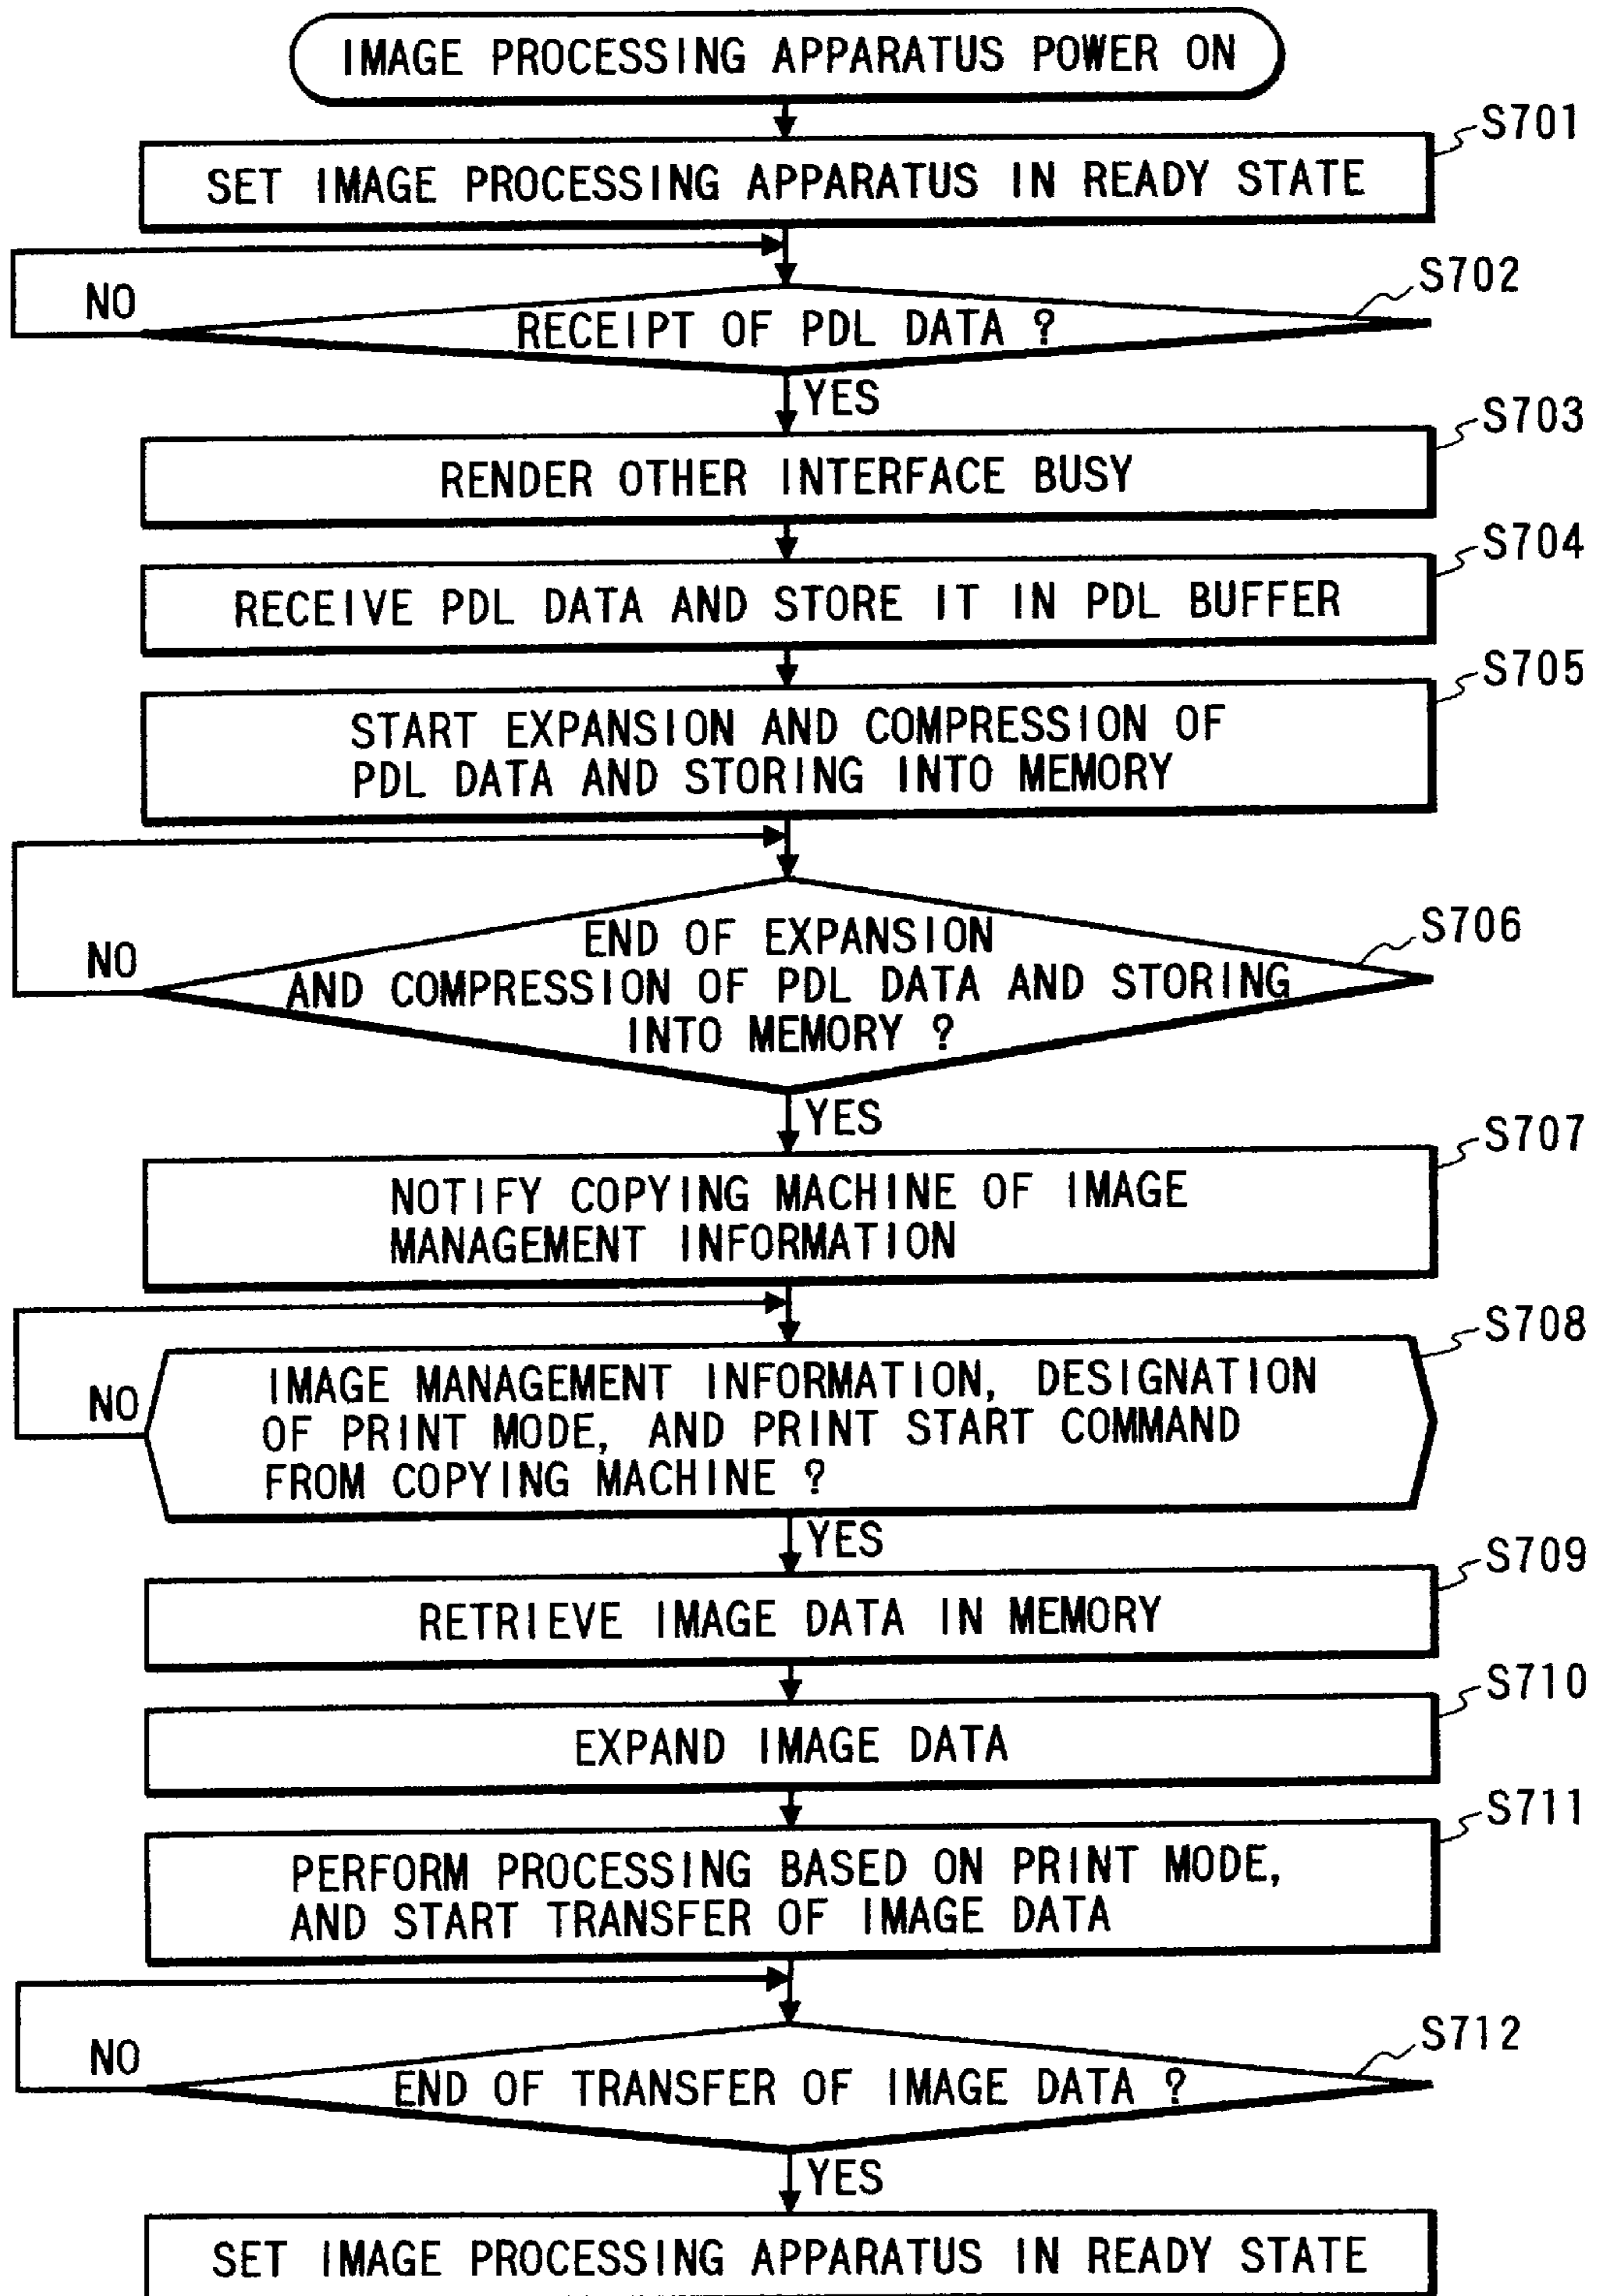 IMAGE PROCESSING APPARATUS POWER ON
S701
SET IMAGE PROCESSING APPARATUS IN READY STATE
S702
NO
RECEIPT OF PDL DATA ?
YES
S703
RENDER OTHER INTERFACE BUSY
S704
RECEIVE PDL DATA AND STORE IT IN PDL BUFFER
S705
START EXPANSION AND COMPRESSION OF
PDL DATA AND STORING INTO MEMORY
S706
NO
END OF EXPANSION
AND COMPRESSION OF PDL DATA AND STORING
INTO MEMORY ?
YES
S707
NOTIFY COPYING MACHINE OF IMAGE
MANAGEMENT INFORMATION
S708
NO
IMAGE MANAGEMENT INFORMATION, DESIGNATION
OF PRINT MODE, AND PRINT START COMMAND
FROM COPYING MACHINE ?
YES
S709
RETRIEVE IMAGE DATA IN MEMORY
S710
EXPAND IMAGE DATA
S711
PERFORM PROCESSING BASED ON PRINT MODE,
AND START TRANSFER OF IMAGE DATA
S712
NO
END OF TRANSFER OF IMAGE DATA ?
YES
SET IMAGE PROCESSING APPARATUS IN READY STATE